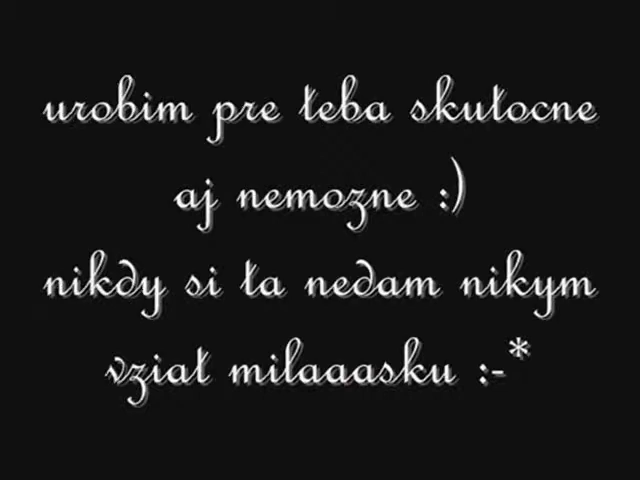 urobim pre teba skutocne
aj nemozne :)
nikdy si ta nedam nikym
vziat milaaasku :-*